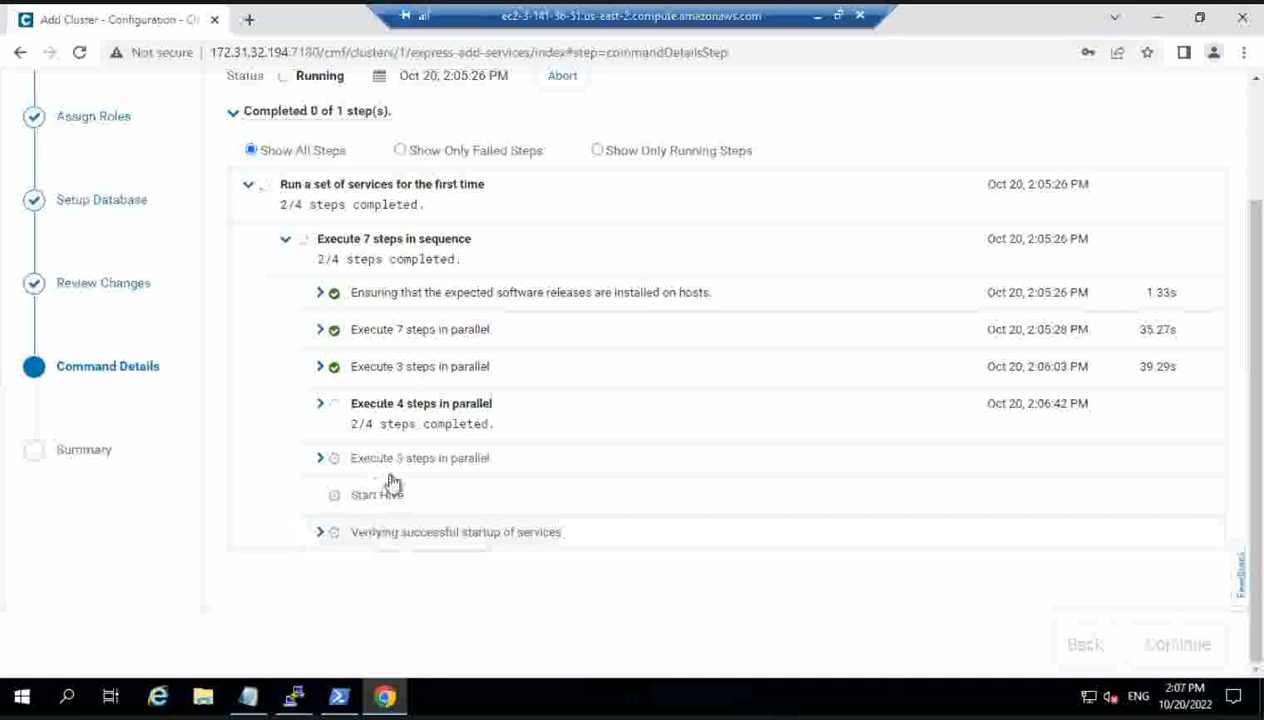 Add Cluster - Configuration - Cl
ec2-3-141-36-51.us-east-2.compute.amazonaws.com
Not secure 172.31.32.194:7180/cmf/clusters/1/express-add-services/index#step=commandDetailsStep
Status Running Oct 20, 2:05:26 PM Abort
Completed 0 of 1 step(s).
Assign Roles
Show All Steps Show Only Failed Steps Show Only Running Steps
Run a set of services for the first time Oct 20, 2:05:26 PM
2/4 steps completed.
Setup Database
Execute 7 steps in sequence Oct 20, 2:05:26 PM
2/4 steps completed.
Review Changes
Ensuring that the expected software releases are installed on hosts. Oct 20, 2:05:26 PM 1.33s
Execute 7 steps in parallel Oct 20, 2:05:28 PM 35.27s
Command Details
Execute 3 steps in parallel Oct 20, 2:06:03 PM 39.29s
Execute 4 steps in parallel Oct 20, 2:06:42 PM
2/4 steps completed.
Summary
Execute 3 steps in parallel
Start Hive
Verifying successful startup of services
Feedback
Back Continue
ENG 2:07 PM
10/20/2022